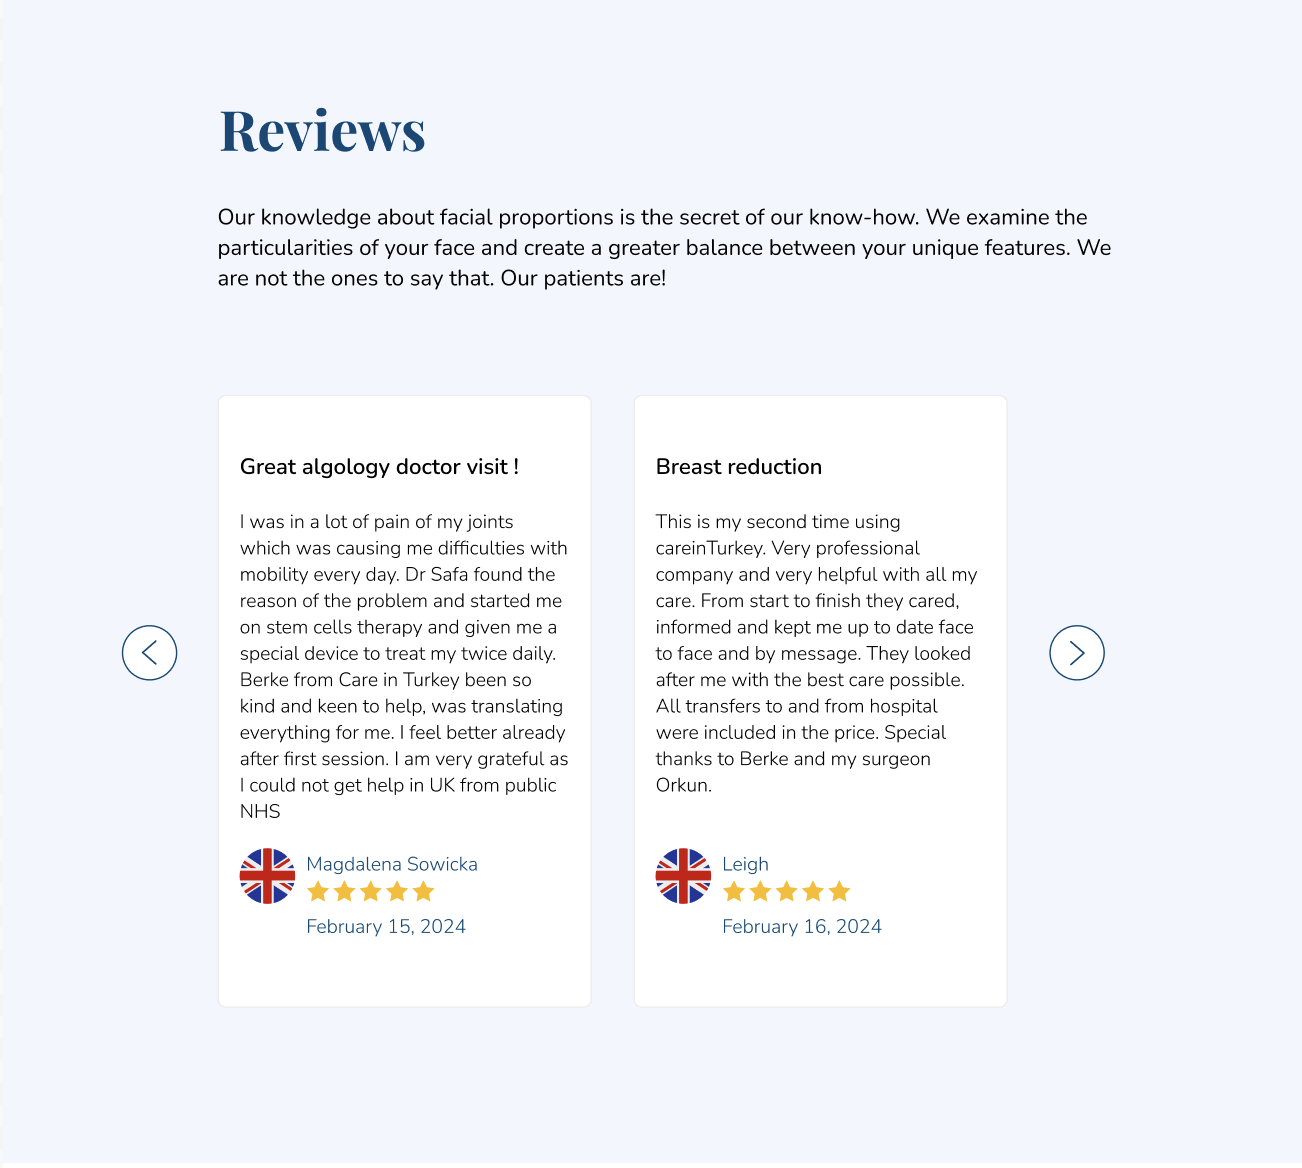 Reviews
Our knowledge about facial proportions is the secret of our know-how. We examine the
particularities of your face and create a greater balance between your unique features. We
are not the ones to say that. Our patients are!
Great algology doctor visit !
I was in a lot of pain of my joints
which was causing me difficulties with
mobility every day. Dr Safa found the
reason of the problem and started me
on stem cells therapy and given me a
special device to treat my twice daily.
Berke from Care in Turkey been so
kind and keen to help, was translating
everything for me. I feel better already
after first session. I am very grateful as
I could not get help in UK from public
NHS
Magdalena Sowicka
February 15, 2024
Breast reduction
This is my second time using
careinTurkey. Very professional
company and very helpful with all my
care. From start to finish they cared,
informed and kept me up to date face
to face and by message. They looked
after me with the best care possible.
All transfers to and from hospital
were included in the price. Special
thanks to Berke and my surgeon
Orkun.
Leigh
February 16, 2024